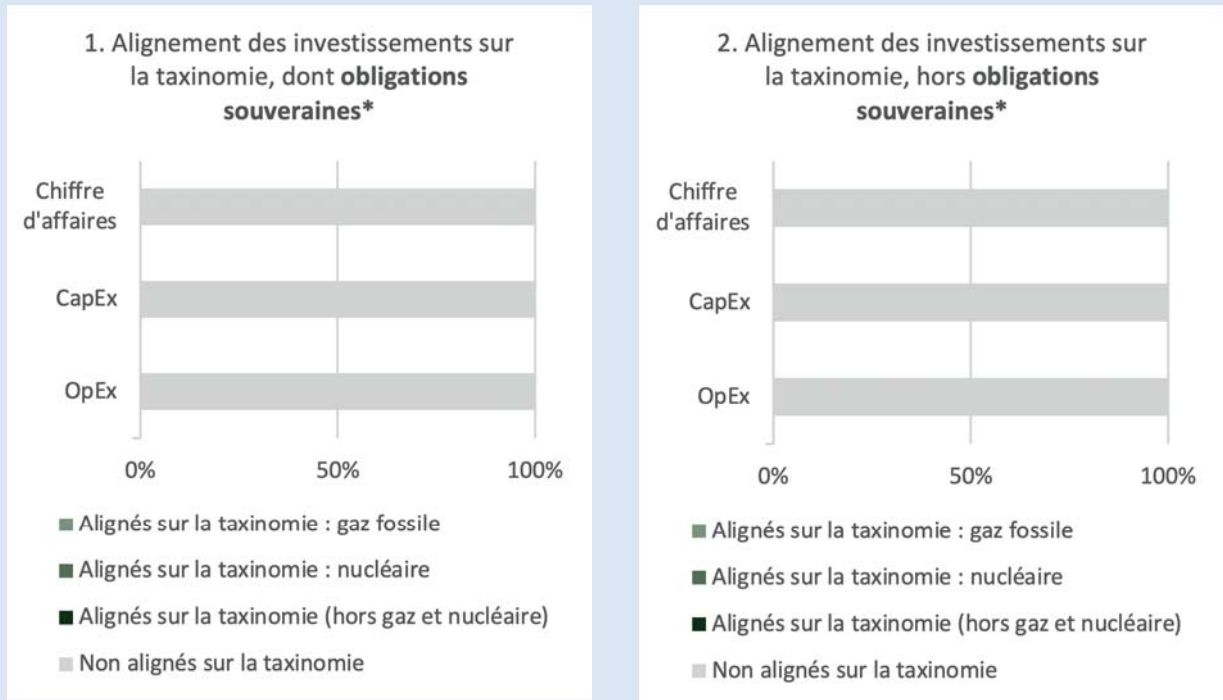 1. Alignement des investissements sur
la taxinomie, dont obligations
souveraines*
Chiffre
d'affaires
CapEx
OpEx
0% 50% 100%
Alignés sur la taxinomie : gaz fossile
Alignés sur la taxinomie : nucléaire
Alignés sur la taxinomie (hors gaz et nucléaire)
Non alignés sur la taxinomie
2. Alignement des investissements sur
la taxinomie, hors obligations
souveraines*
Chiffre
d'affaires
CapEx
OpEx
0% 50% 100%
Alignés sur la taxinomie : gaz fossile
Alignés sur la taxinomie : nucléaire
Alignés sur la taxinomie (hors gaz et nucléaire)
Non alignés sur la taxinomie